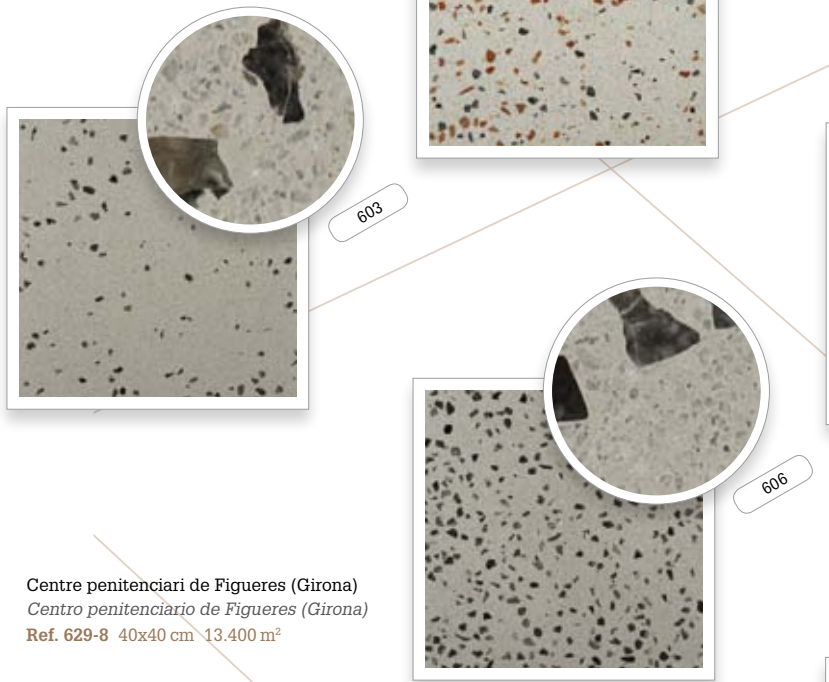 603
606
Centre penitenciari de Figueres (Girona)
Centro penitenciario de Figueres (Girona)
Ref. 629-8 40x40 cm 13.400 m²